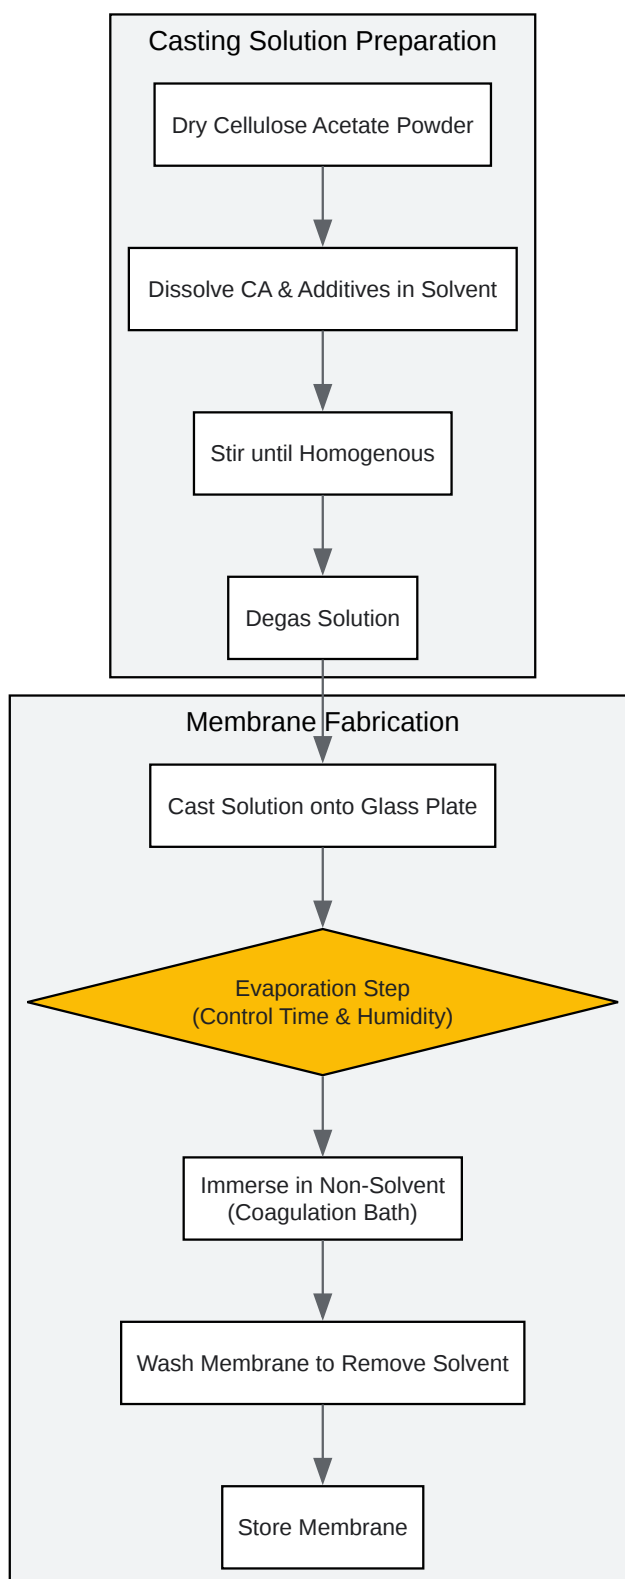 Casting Solution Preparation
Dry Cellulose Acetate Powder
Dissolve CA & Additives in Solvent
Stir until Homogenous
Degas Solution
Membrane Fabrication
Cast Solution onto Glass Plate
Evaporation Step
(Control Time & Humidity)
Immerse in Non-Solvent
(Coagulation Bath)
Wash Membrane to Remove Solvent
Store Membrane